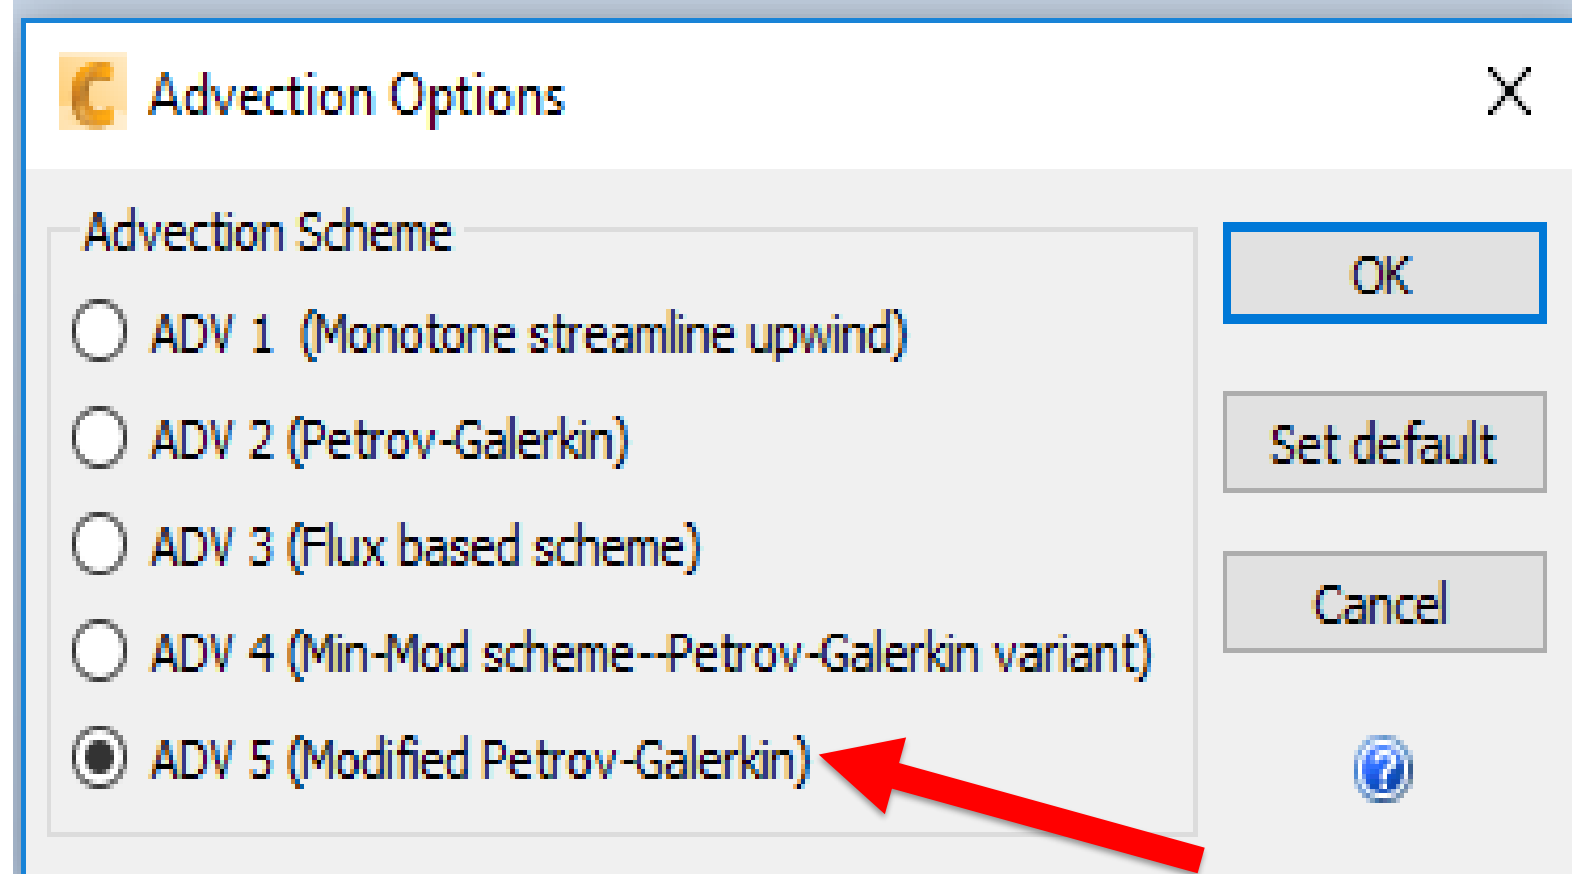 Advection Options
Advection Scheme
ADV 1 (Monotone streamline upwind)
ADV 2 (Petrov-Galerkin)
ADV 3 (Flux based scheme)
ADV 4 (Min-Mod scheme--Petrov-Galerkin variant)
ADV 5 (Modified Petrov-Galerkin)
OK
Set default
Cancel